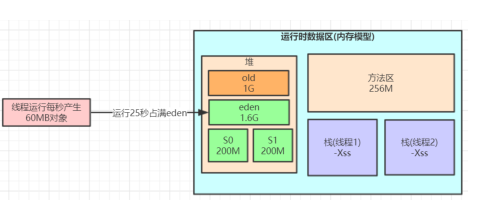 运行时数据区(内存模型)
堆
old
1G
方法区
256M
线程运行每秒产生
60MB对象
运行25秒占满eden
eden
1.6G
S0
200M
S1
200M
栈(线程1)
-Xss
栈(线程2)
-Xss